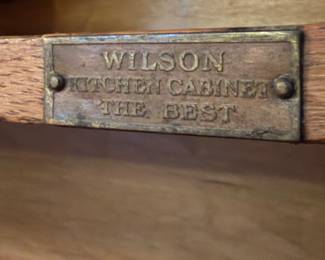 WILSON
KITCHEN CABINET
THE BEST